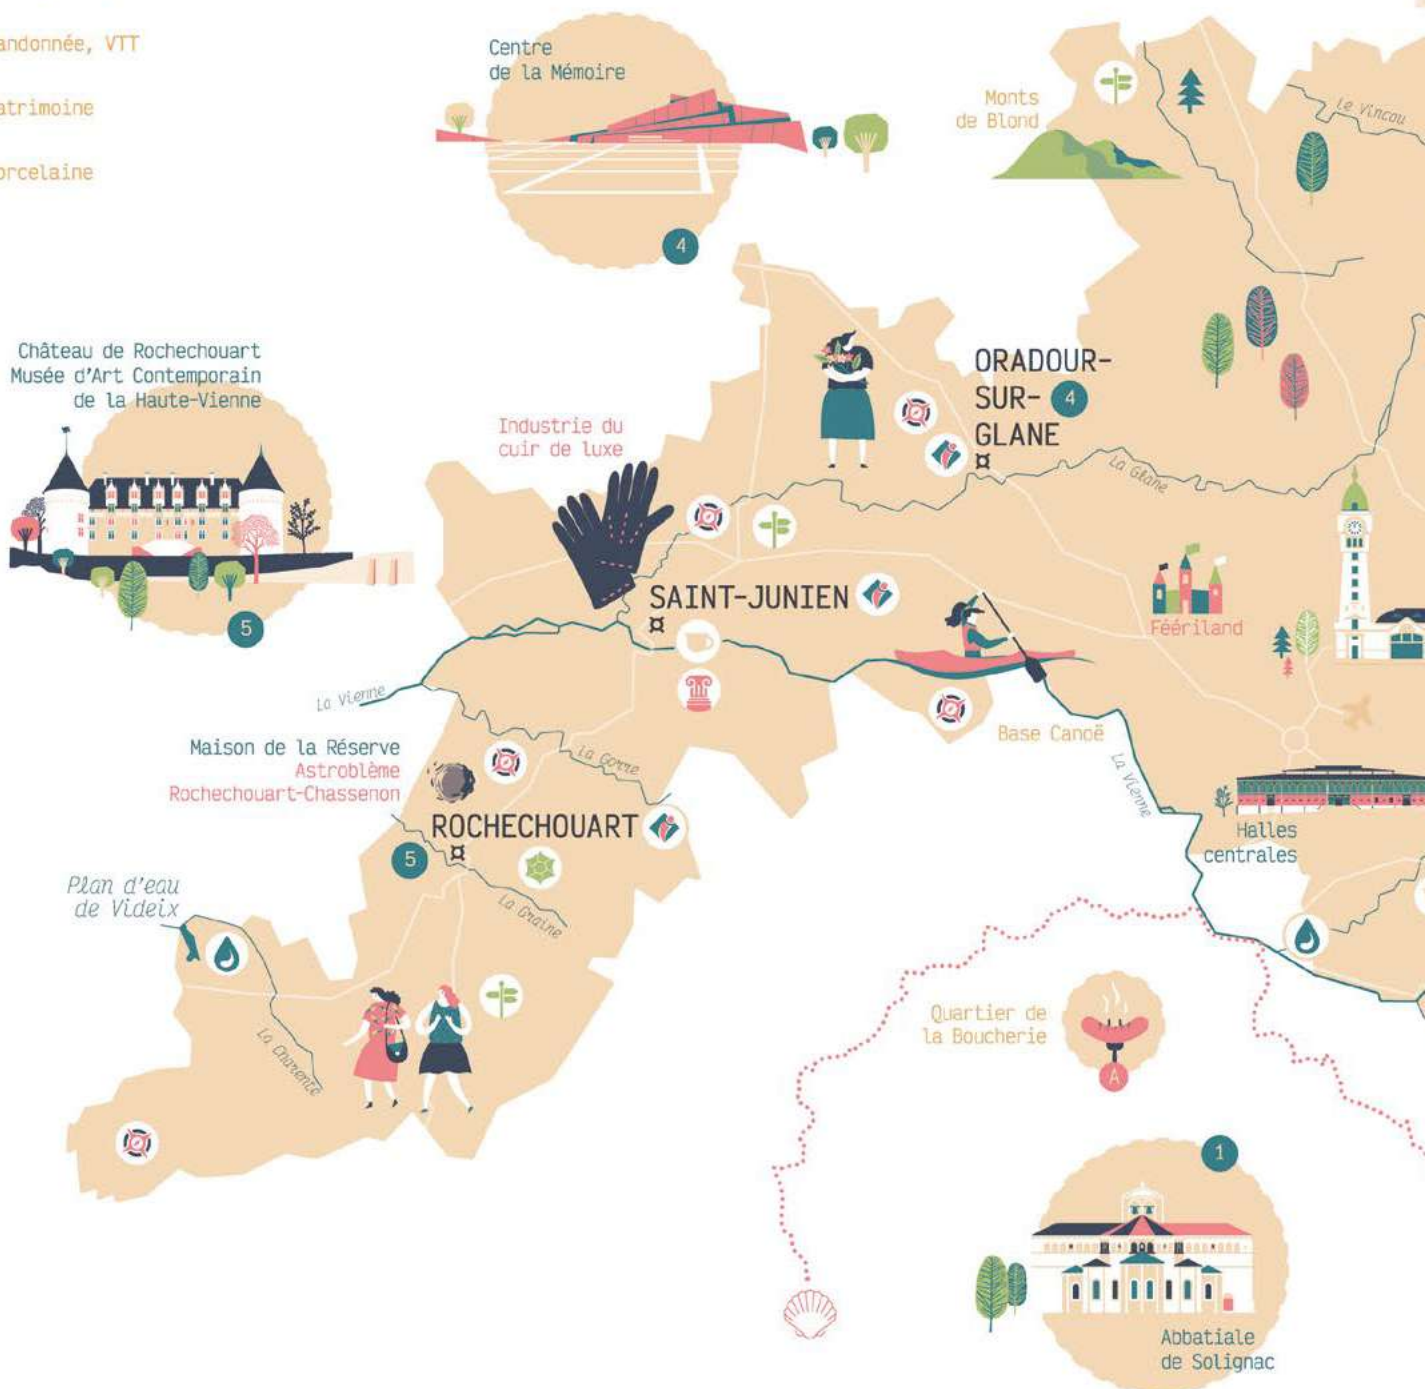 andonnée, VTT
atrimoine
orcelaine
Centre
de la Mémoire
4
Monts
de Blond
Le Vincou
Château de Rochechouart
Musée d'Art Contemporain
de la Haute-Vienne
5
Industrie du
cuir de luxe
ORADOUR-
SUR- 4
GLANE
La Glane
SAINT-JUNIEN
Féériland
La Vienne
Base Canoë
La Vienne
Maison de la Réserve
Astroblème
Rochechouart-Chassenon
La Gorre
ROCHECHOUART
5
La Graine
Halles
centrales
Plan d'eau
de Videix
La Charente
Quartier de
la Boucherie
A
1
Abbatiale
de Solignac